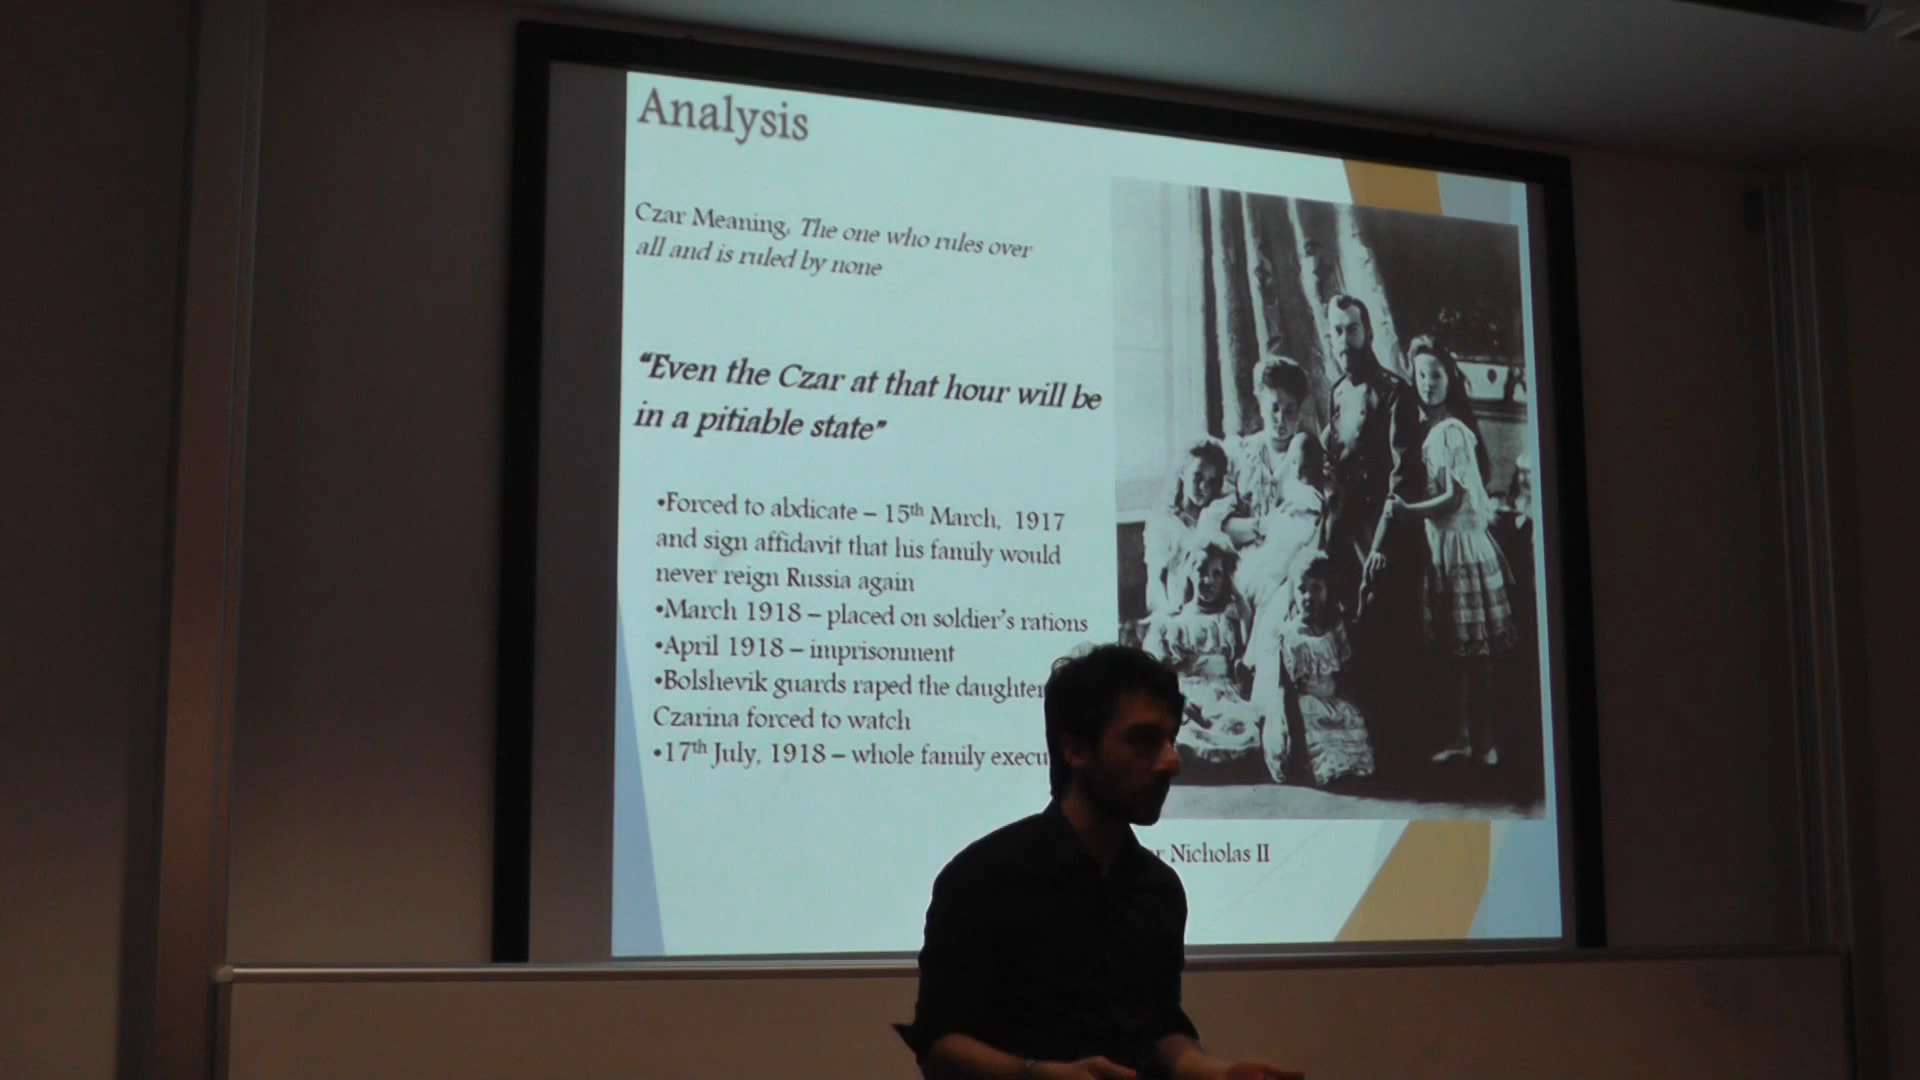 Analysis
Czar Meaning, The one who rules over
all and is ruled by none
“Even the Czar at that hour will be
in a pitiable state”
•Forced to abdicate – 15th March, 1917
and sign affidavit that his family would
never reign Russia again
•March 1918 – placed on soldier's rations
•April 1918 – imprisonment
•Bolshevik guards raped the daughter
Czarina forced to watch
•17th July, 1918 – whole family execu
Nicholas II